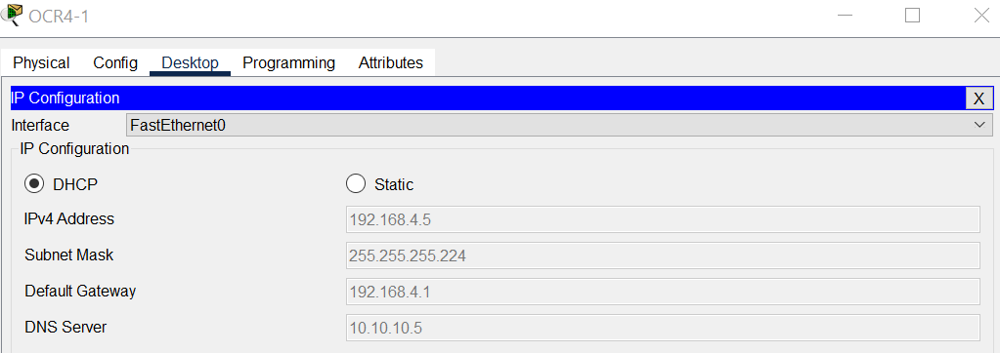 OCR4-1
Physical Config Desktop Programming Attributes
IP Configuration X
Interface FastEthernet0
IP Configuration
DHCP Static
IPv4 Address 192.168.4.5
Subnet Mask 255.255.255.224
Default Gateway 192.168.4.1
DNS Server 10.10.10.5